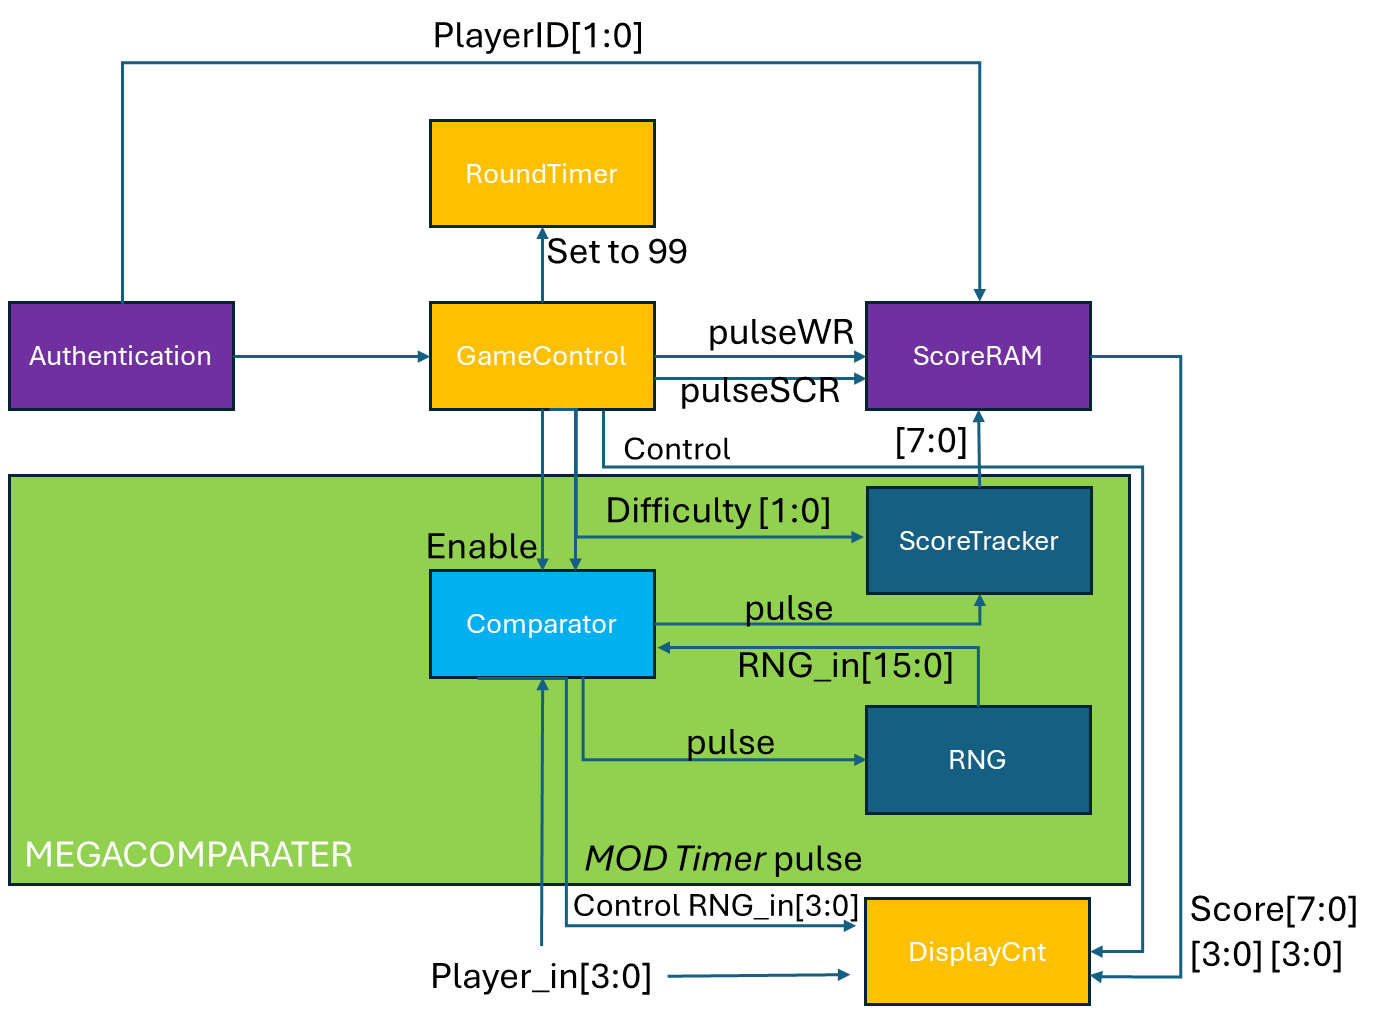 PlayerID[1:0]
RoundTimer
Set to 99
Authentication
GameControl
pulseWR
pulseSCR
ScoreRAM
Control
[7:0]
Difficulty [1:0]
Enable
ScoreTracker
Comparator
pulse
RNG_in[15:0]
pulse
RNG
MEGACOMPARATER
MOD Timer pulse
Control RNG_in[3:0]
DisplayCnt
Score[7:0]
[3:0] [3:0]
Player_in[3:0]